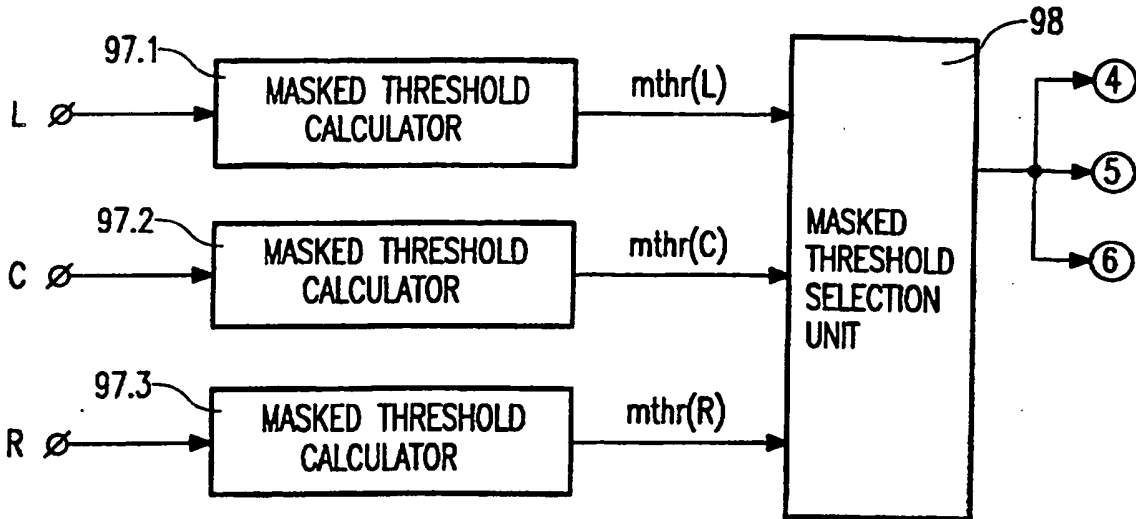 98
97.1
MASKED THRESHOLD
CALCULATOR
mthr(L)
L
4
97.2
MASKED THRESHOLD
CALCULATOR
mthr(C)
C
MASKED
THRESHOLD
SELECTION
UNIT
5
6
97.3
MASKED THRESHOLD
CALCULATOR
mthr(R)
R